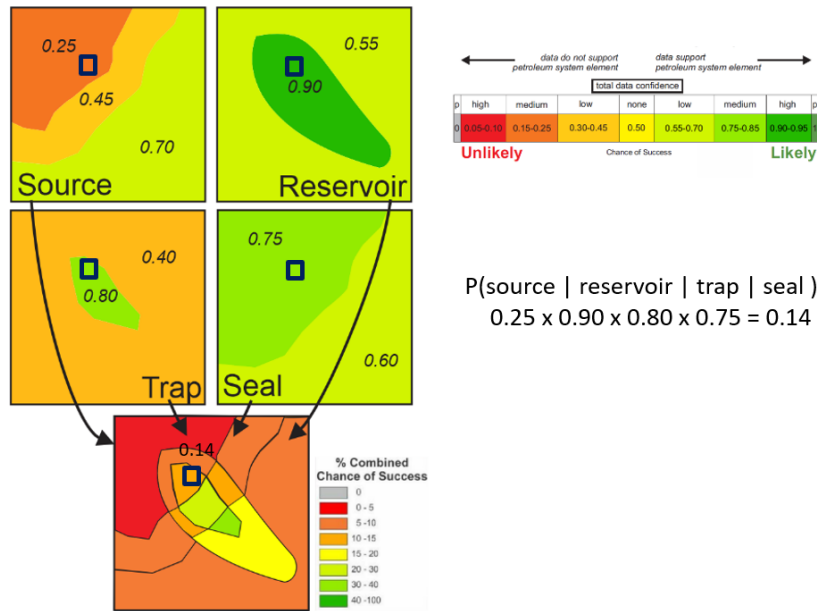 0.25
0.45
0.70
Source
0.55
0.90
Reservoir
0.40
0.80
Trap
0.75
0.60
Seal
0.14
% Combined
Chance of Success
0
0 - 5
5 - 10
10 - 15
15 - 20
20 - 30
30 - 40
40 -100
data do not support
petroleum system element
data support
petroleum system element
total data confidence
p high medium low none low medium high p
0 0.05-0.10 0.15-0.25 0.30-0.45 0.50 0.55-0.70 0.75-0.85 0.90-0.95 1
Unlikely Chance of Success Likely
P(source | reservoir | trap | seal )
0.25 x 0.90 x 0.80 x 0.75 = 0.14